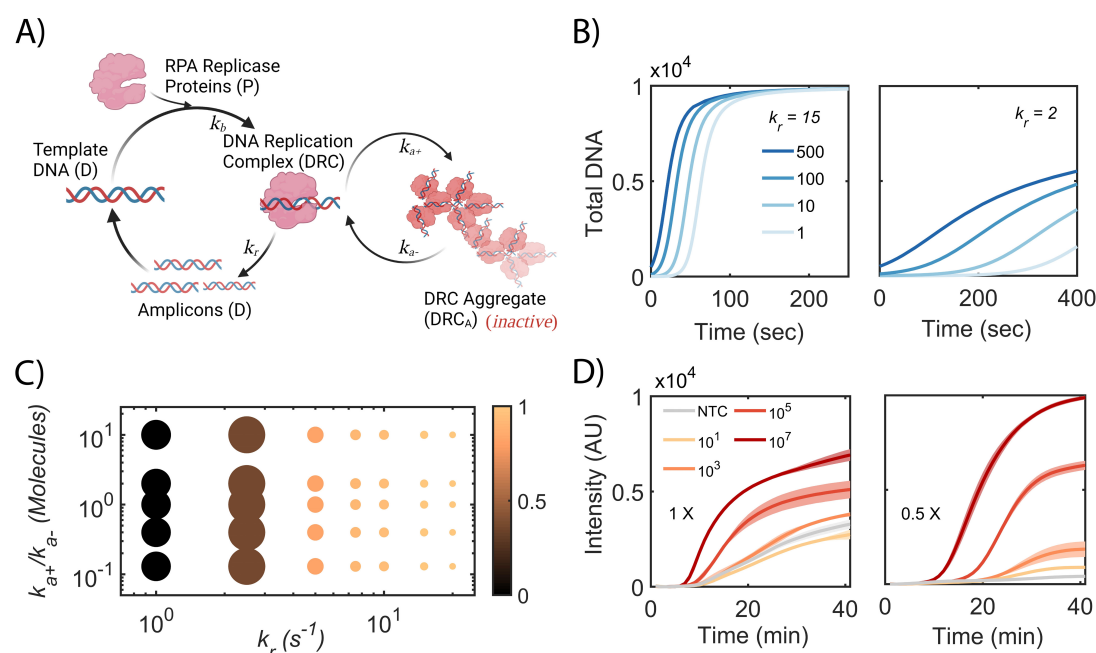 A)
RPA Replicase
Proteins (P)
k_b
Template
DNA (D)
DNA Replication
Complex (DRC)
k_a+
k_a-
k_r
Amplicons (D)
DRC Aggregate
(DRC_A) (inactive)
B)
x10^4
1
0.5
0
Total DNA
k_r = 15
500
100
10
1
0 100 200
Time (sec)
k_r = 2
0 200 400
Time (sec)
C)
k_a+/k_a- (Molecules)
10^1
10^0
10^-1
10^0 10^1
k_r (s^-1)
1
0.5
0
D)
x10^4
1
0.5
0
Intensity (AU)
NTC
10^1
10^3
10^5
10^7
1 X
0 20 40
Time (min)
0.5 X
0 20 40
Time (min)